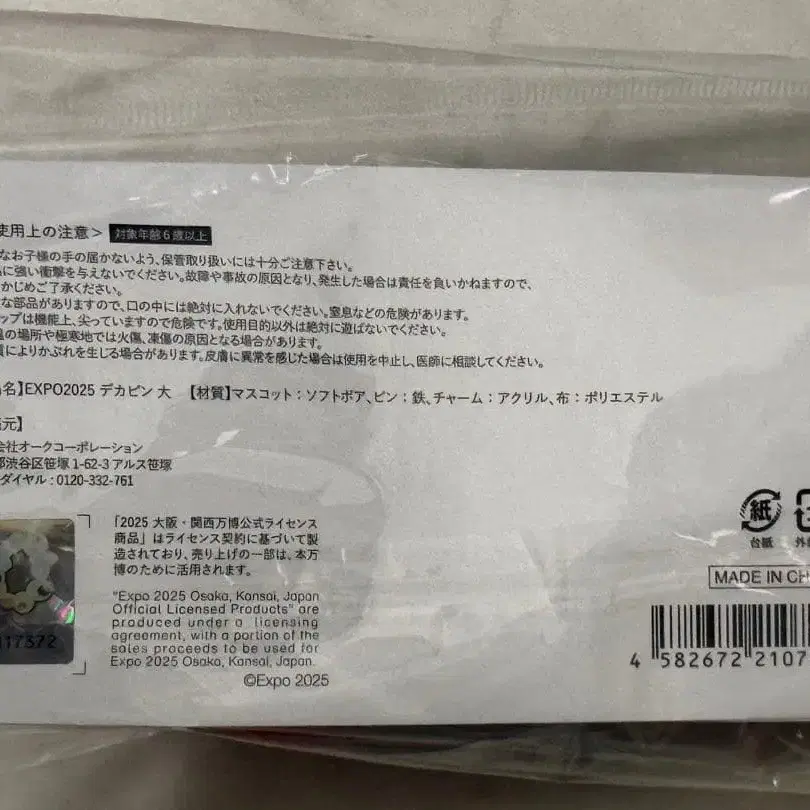 使用上の注意> 対象年齢6歳以上
なお子様の手の届かないよう、保管取り扱いには十分ご注意下さい。
に強い衝撃を与えないでください。故障や事故の原因となり、発生した場合は責任を負いかねますので、
かじめご了承ください。
な部品がありますので、口の中には絶対に入れないでください。窒息などの危険があります。
ップは機能上、尖っていますので危険です。使用目的以外は絶対に遊ばないでください。
の場所や極寒地では火傷、凍傷の原因となる場合があります。
によりかぶれを生じる場合があります。皮膚に異常を感じた場合は使用を中止し、医師に相談してください。
名】EXPO2025 デカピン 大 【材質】マスコット:ソフトボア、ピン:鉄、チャーム:アクリル、布:ポリエステル
元】
会社オークコーポレーション
都渋谷区笹塚1-62-3 アルス笹塚
ダイヤル:0120-332-761
「2025 大阪・関西万博公式ライセンス
商品」はライセンス契約に基づいて製
造されており、売り上げの一部は、本万
博のために活用されます。
"Expo 2025 Osaka, Kansai, Japan
Official Licensed Products" are
produced under a licensing
agreement, with a portion of the
sales proceeds to be used for
Expo 2025 Osaka, Kansai, Japan.
©Expo 2025
17372
紙
台紙
外
MADE IN CH
4 582672 2107